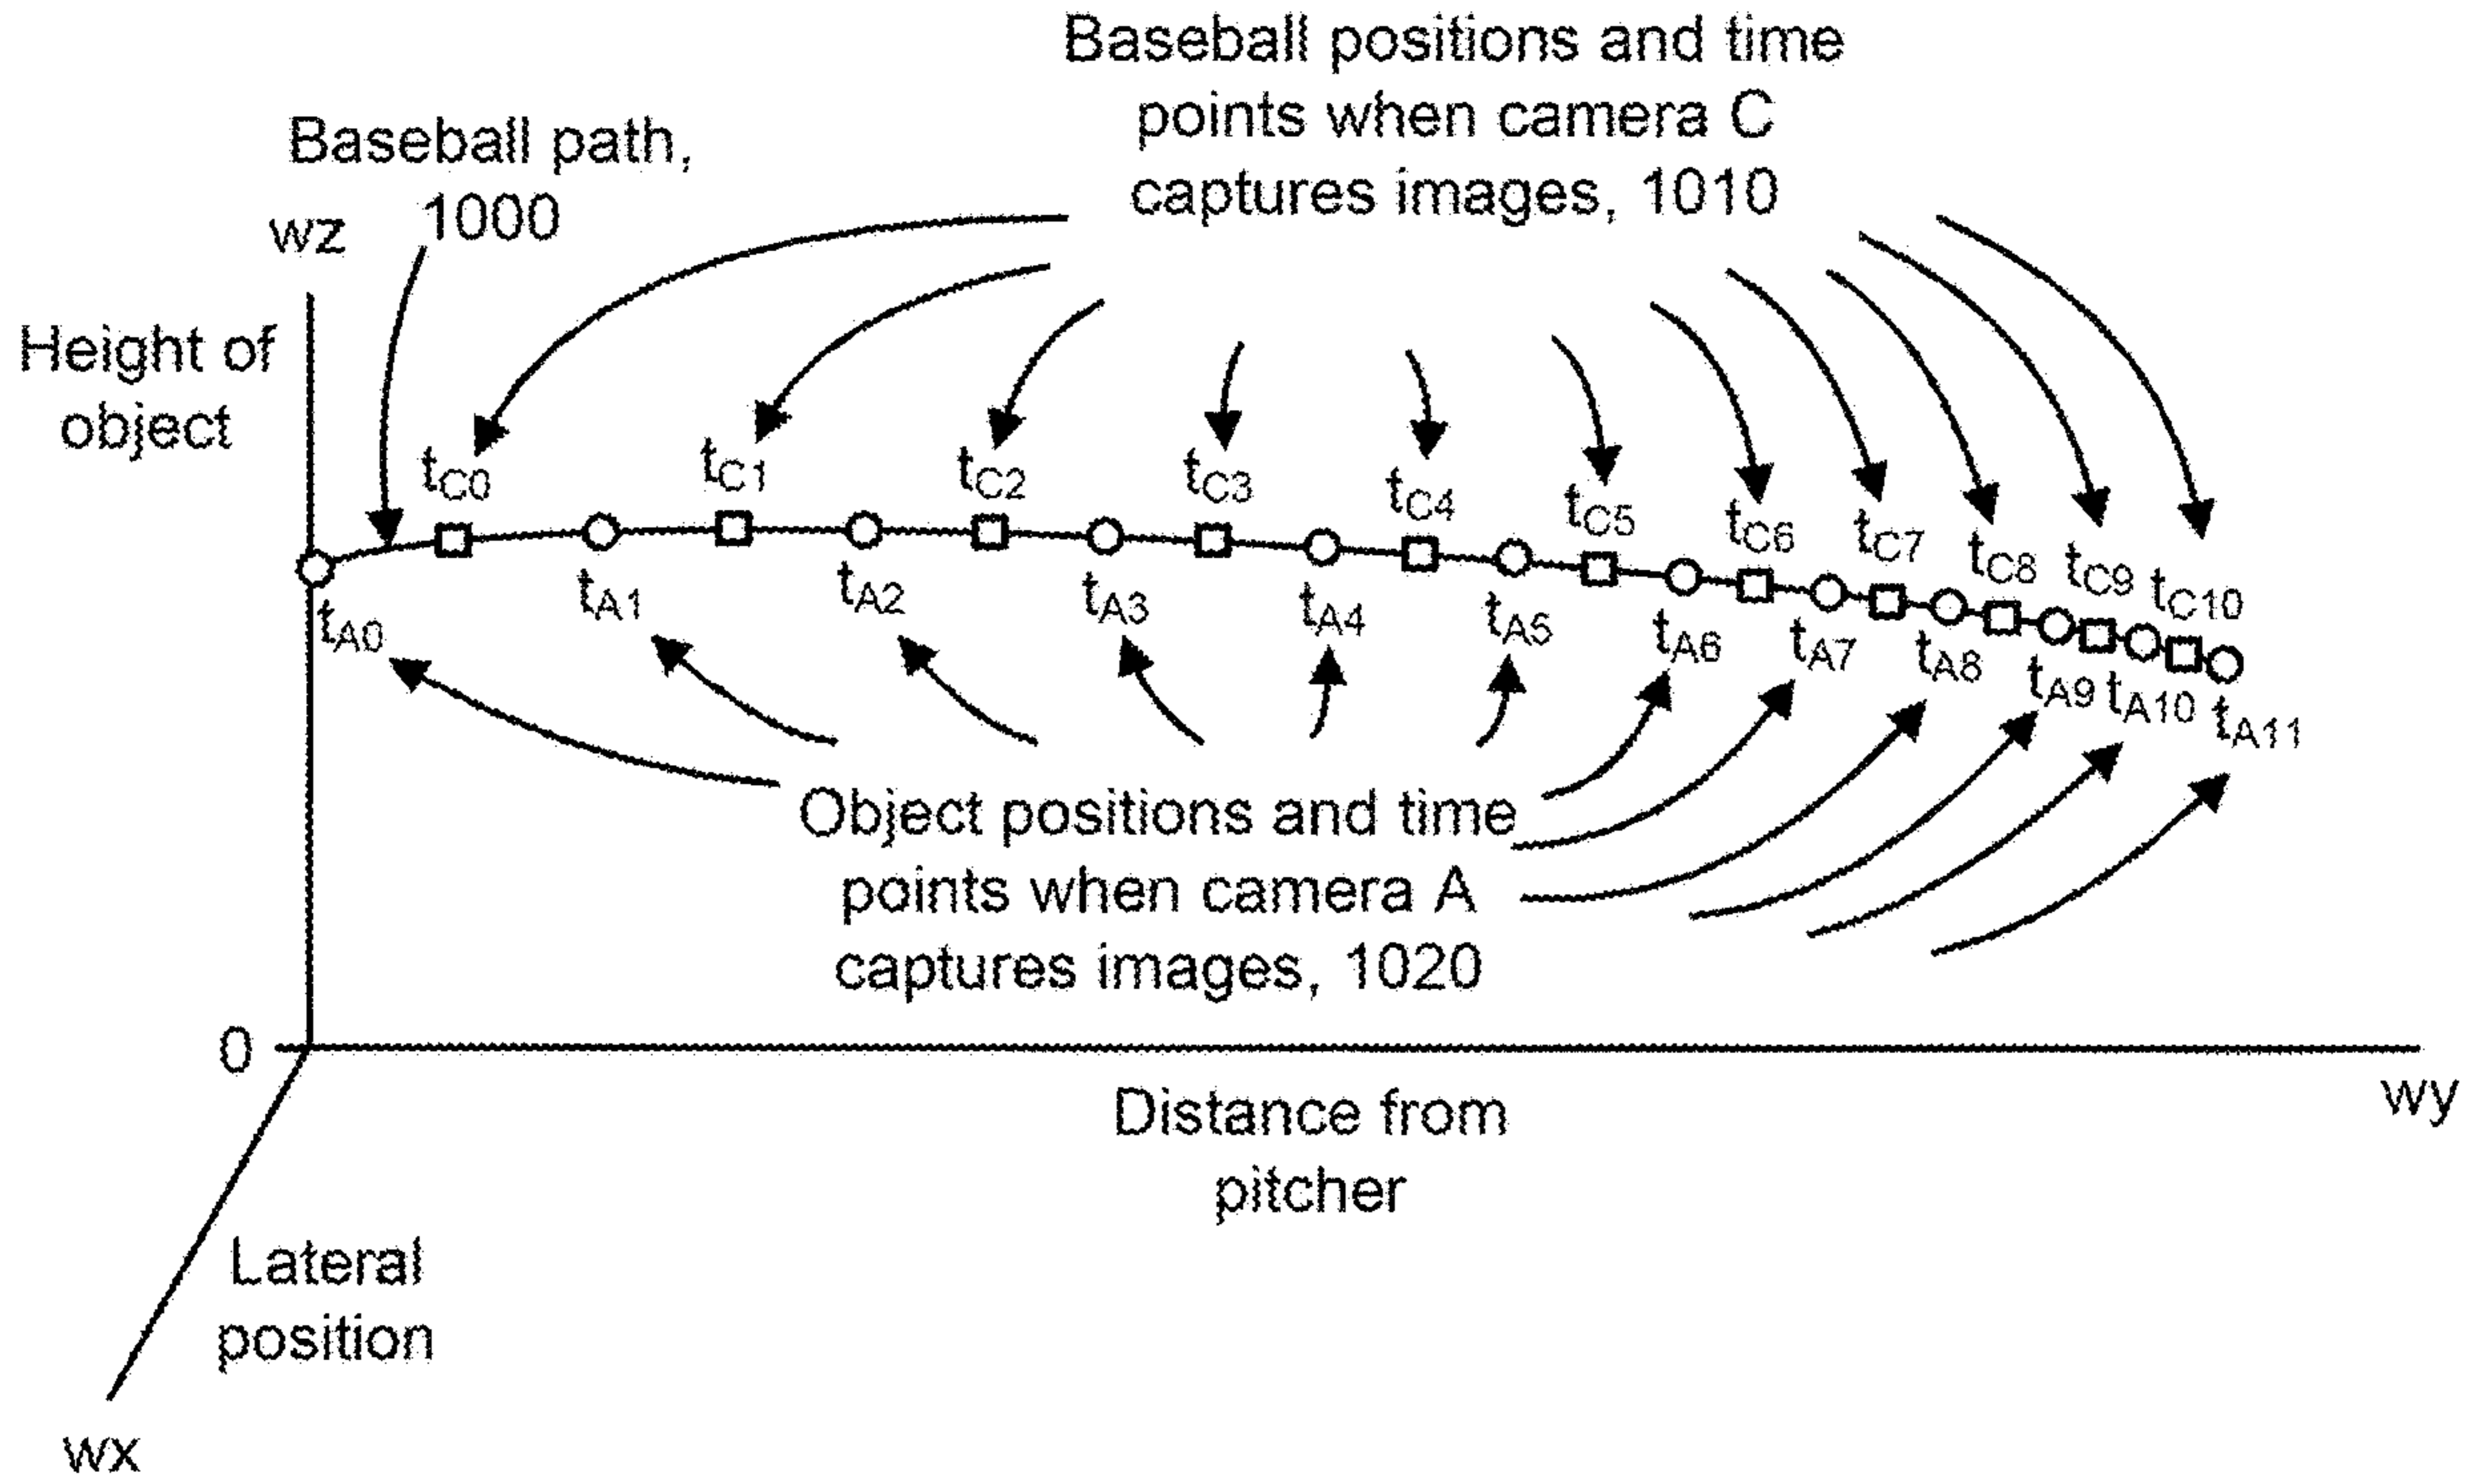 Baseball positions and time
points when camera C
captures images, 1010
Baseball path,
1000
wz
Height of
object
tC0
tC1
tC2
tC3
tC4
tC5
tC6
tC7
tC8
tC9
tC10
tA0
tA1
tA2
tA3
tA4
tA5
tA6
tA7
tA8
tA9
tA10
tA11
Object positions and time
points when camera A
captures images, 1020
0
wy
Distance from
pitcher
Lateral
position
wx